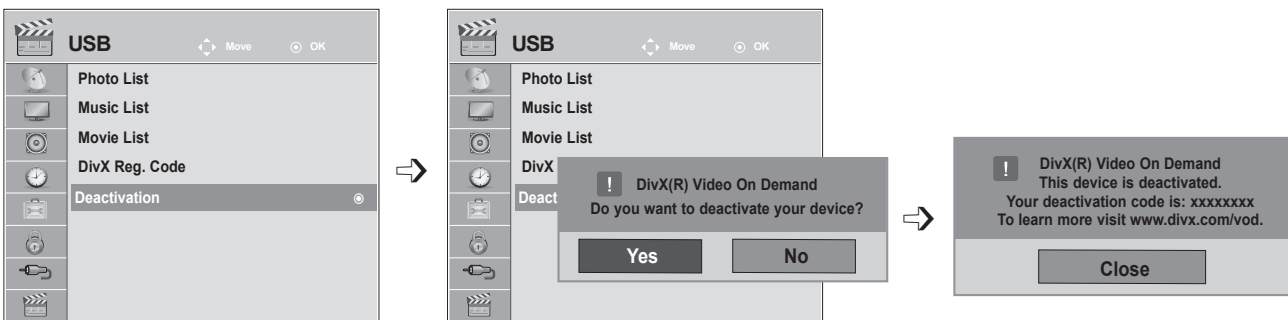 USB
Move
OK
Photo List
Music List
Movie List
DivX Reg. Code
Deactivation
USB
Move
OK
Photo List
Music List
Movie List
DivX
Deact
! DivX(R) Video On Demand
Do you want to deactivate your device?
Yes
No
! DivX(R) Video On Demand
This device is deactivated.
Your deactivation code is: xxxxxxxx
To learn more visit www.divx.com/vod.
Close